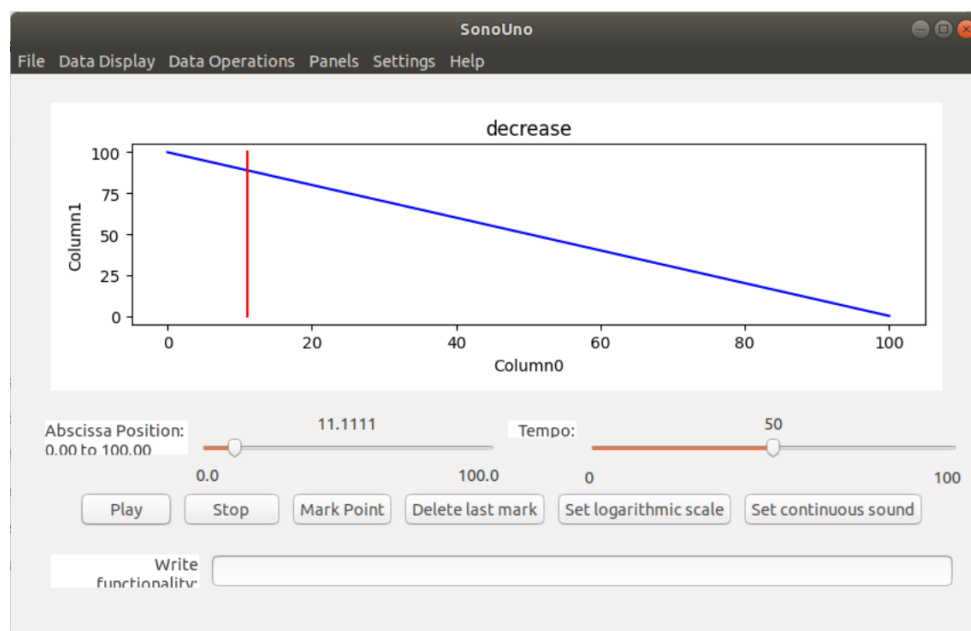 SonoUno
File Data Display Data Operations Panels Settings Help
decrease
100
75
50
25
0
Column1
0 20 40 60 80 100
Column0
Abscissa Position: 11.1111 Tempo: 50
0.00 to 100.00
0.0 100.0 0 100
Play Stop Mark Point Delete last mark Set logarithmic scale Set continuous sound
Write
functionality: